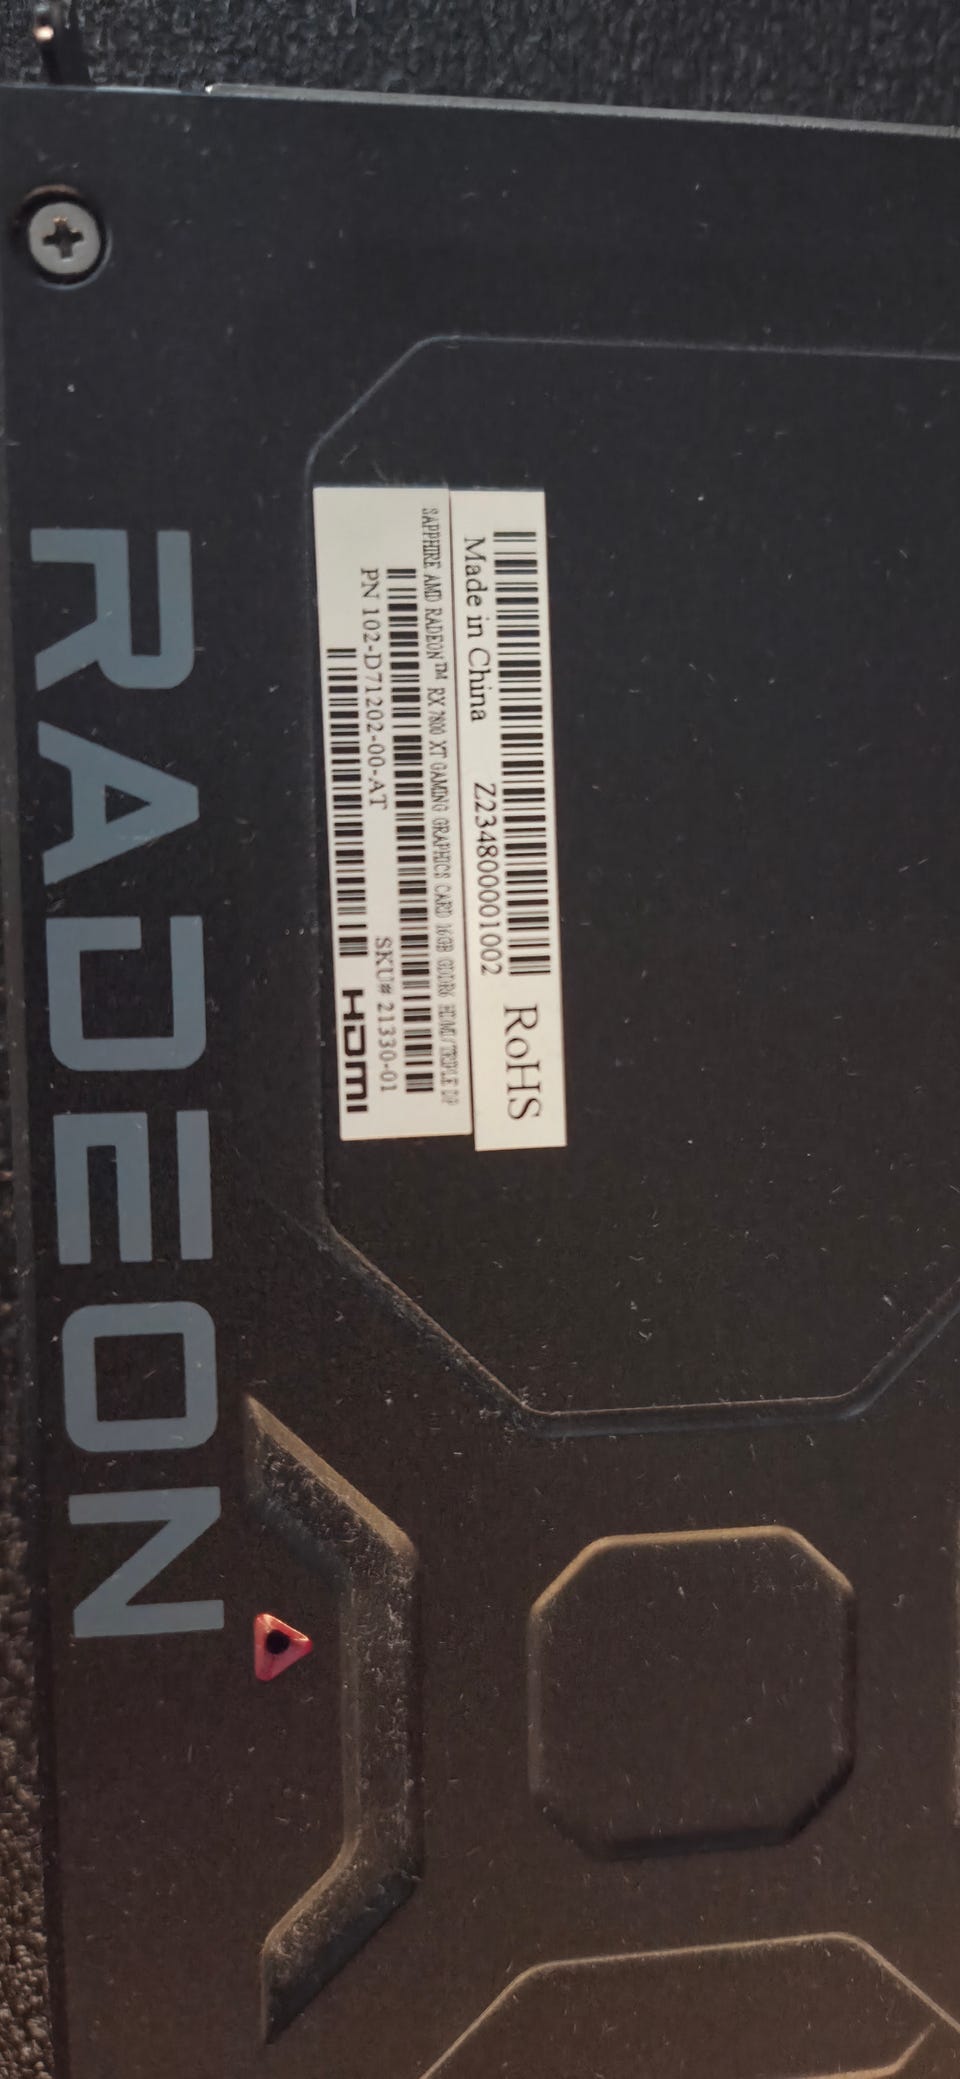 RoHS
Made in China Z234800001002
SAPPHIRE AMD RADEON™ RX 7800 XT GAMING GRAPHICS CARD 16GB GDDR6 HDMI/TRIPLE DP
PN 102-D71202-00-AT SKU# 21330-01
HDMI
RADEON